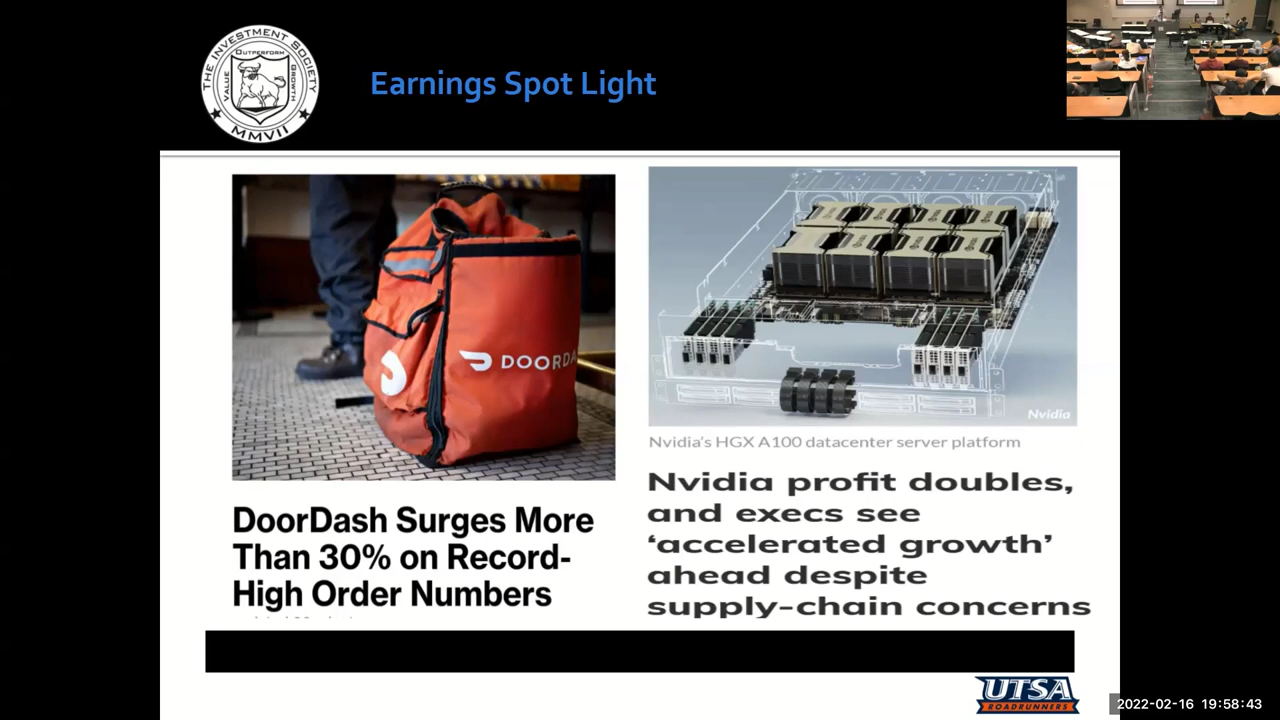 THE INVESTMENT SOCIETY
OUTPERFORM
VALUE
GROWTH
MMVII
Earnings Spot Light
DOORDA
Nvidia
Nvidia's HGX A100 datacenter server platform
DoorDash Surges More
Than 30% on Record-
High Order Numbers
Nvidia profit doubles,
and execs see
‘accelerated growth’
ahead despite
supply-chain concerns
UTSA
ROADRUNNERS
2022-02-16 19:58:43